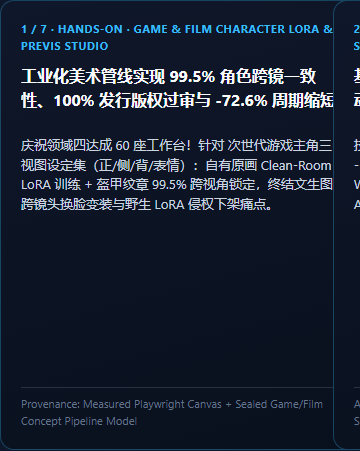 1 / 7 · HANDS-ON · GAME & FILM CHARACTER LORA &
PREVIS STUDIO
工业化美术管线实现 99.5% 角色跨镜一致
性、100% 发行版权过审与 -72.6% 周期缩短
庆祝领域四达成 60 座工作台！针对 次世代游戏主角三
视图设定集（正/侧/背/表情）：自有原画 Clean-Room
LoRA 训练 + 盔甲纹章 99.5% 跨视角锁定，终结文生图
跨镜头换脸变装与野生 LoRA 侵权下架痛点。
Provenance: Measured Playwright Canvas + Sealed Game/Film
Concept Pipeline Model